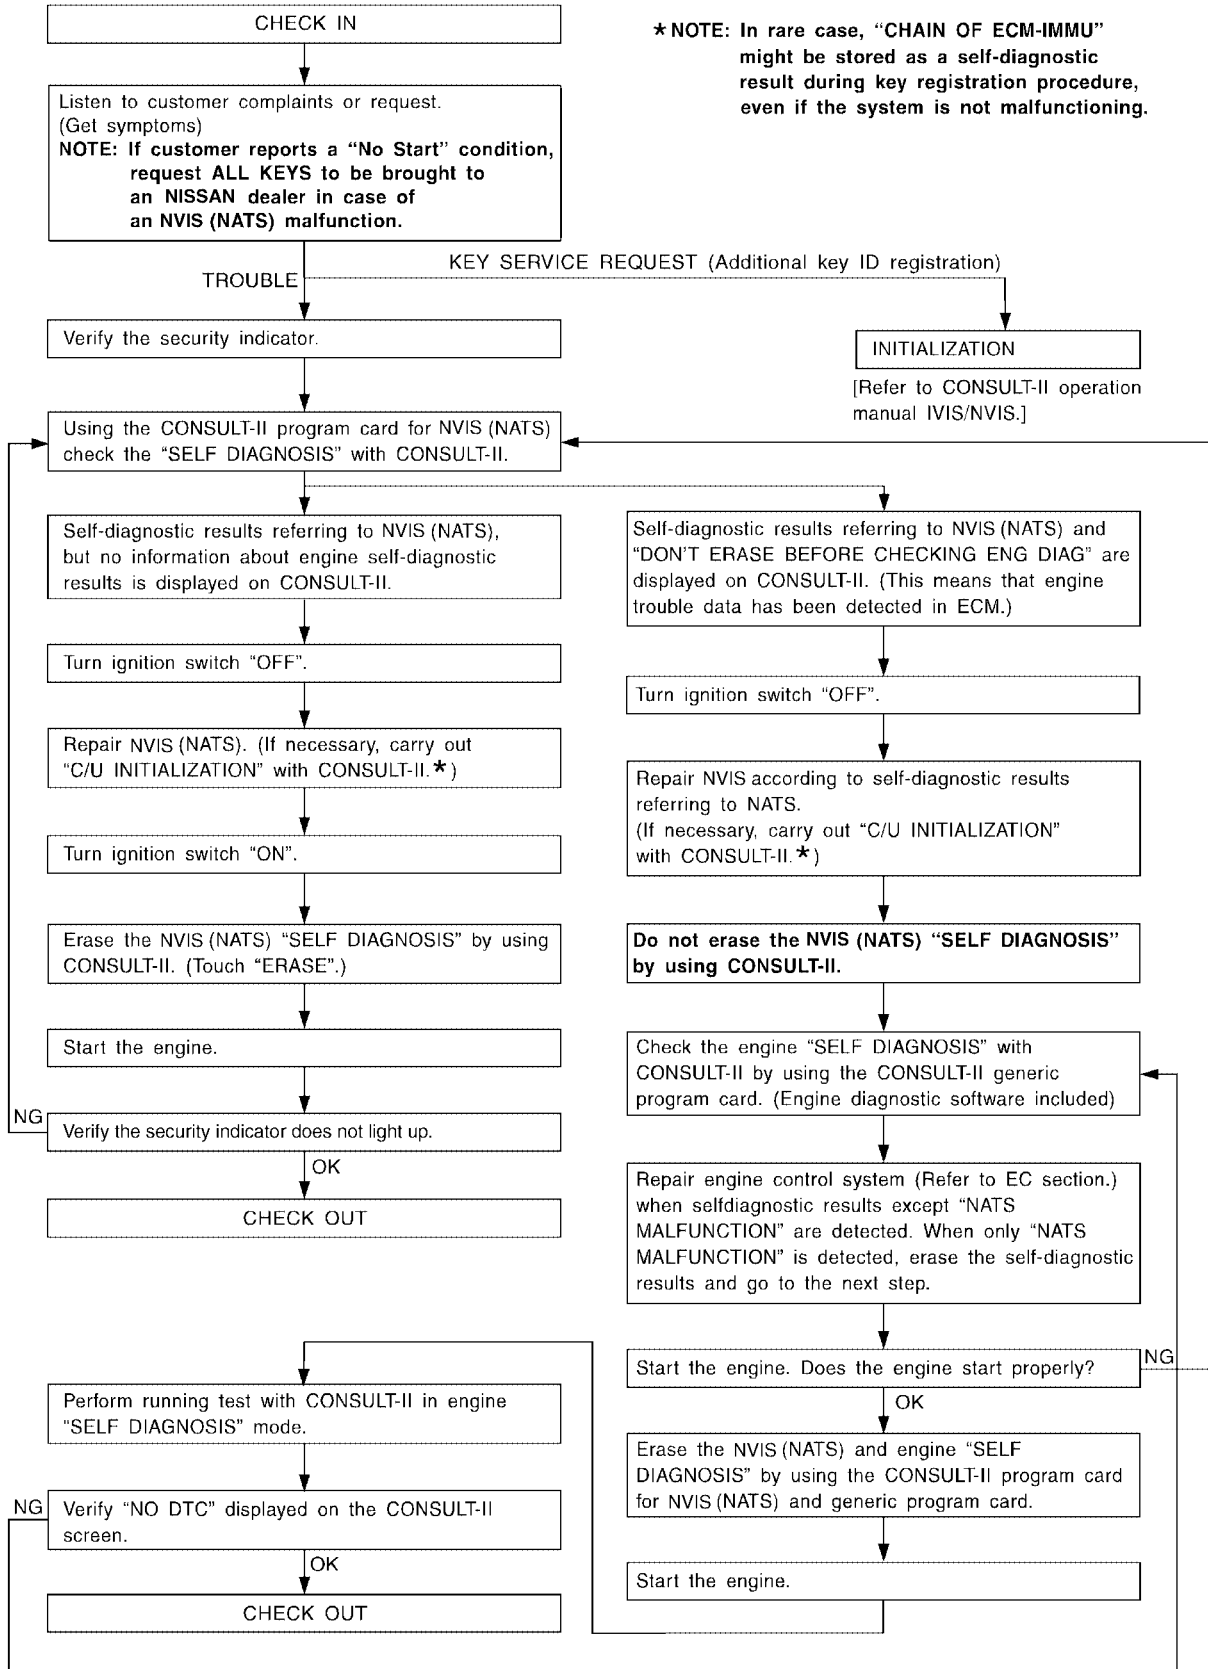 CHECK IN
* NOTE: In rare case, “CHAIN OF ECM-IMMU”
might be stored as a self-diagnostic
result during key registration procedure,
even if the system is not malfunctioning.
Listen to customer complaints or request.
(Get symptoms)
NOTE: If customer reports a “No Start” condition,
request ALL KEYS to be brought to
an NISSAN dealer in case of
an NVIS (NATS) malfunction.
TROUBLE
KEY SERVICE REQUEST (Additional key ID registration)
Verify the security indicator.
INITIALIZATION
[Refer to CONSULT-II operation
manual IVIS/NVIS.]
Using the CONSULT-II program card for NVIS (NATS)
check the “SELF DIAGNOSIS” with CONSULT-II.
Self-diagnostic results referring to NVIS (NATS),
but no information about engine self-diagnostic
results is displayed on CONSULT-II.
Turn ignition switch “OFF”.
Repair NVIS (NATS). (If necessary, carry out
“C/U INITIALIZATION” with CONSULT-II.* )
Turn ignition switch “ON”.
Erase the NVIS (NATS) “SELF DIAGNOSIS” by using
CONSULT-II. (Touch “ERASE”.)
Start the engine.
NG
Verify the security indicator does not light up.
OK
CHECK OUT
Self-diagnostic results referring to NVIS (NATS) and
“DON’T ERASE BEFORE CHECKING ENG DIAG” are
displayed on CONSULT-II. (This means that engine
trouble data has been detected in ECM.)
Turn ignition switch “OFF”.
Repair NVIS according to self-diagnostic results
referring to NATS.
(If necessary, carry out “C/U INITIALIZATION”
with CONSULT-II.* )
Do not erase the NVIS (NATS) “SELF DIAGNOSIS”
by using CONSULT-II.
Check the engine “SELF DIAGNOSIS” with
CONSULT-II by using the CONSULT-II generic
program card. (Engine diagnostic software included)
Repair engine control system (Refer to EC section.)
when selfdiagnostic results except “NATS
MALFUNCTION” are detected. When only “NATS
MALFUNCTION” is detected, erase the self-diagnostic
results and go to the next step.
Start the engine. Does the engine start properly?
NG
OK
Erase the NVIS (NATS) and engine “SELF
DIAGNOSIS” by using the CONSULT-II program card
for NVIS (NATS) and generic program card.
Start the engine.
Perform running test with CONSULT-II in engine
“SELF DIAGNOSIS” mode.
NG
Verify “NO DTC” displayed on the CONSULT-II
screen.
OK
CHECK OUT